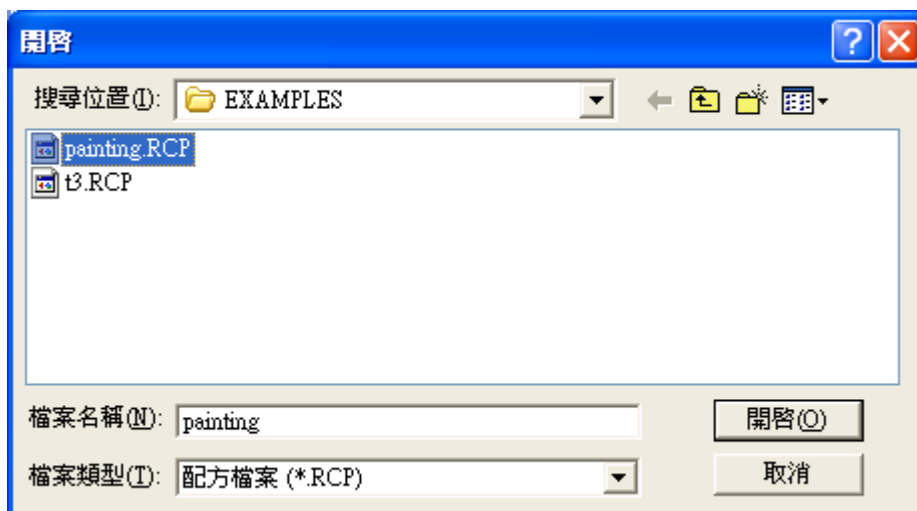 開啓
搜尋位置(I): EXAMPLES
painting.RCP
t3.RCP
檔案名稱(N): painting 開啓(O)
檔案類型(T): 配方檔案 (*.RCP) 取消